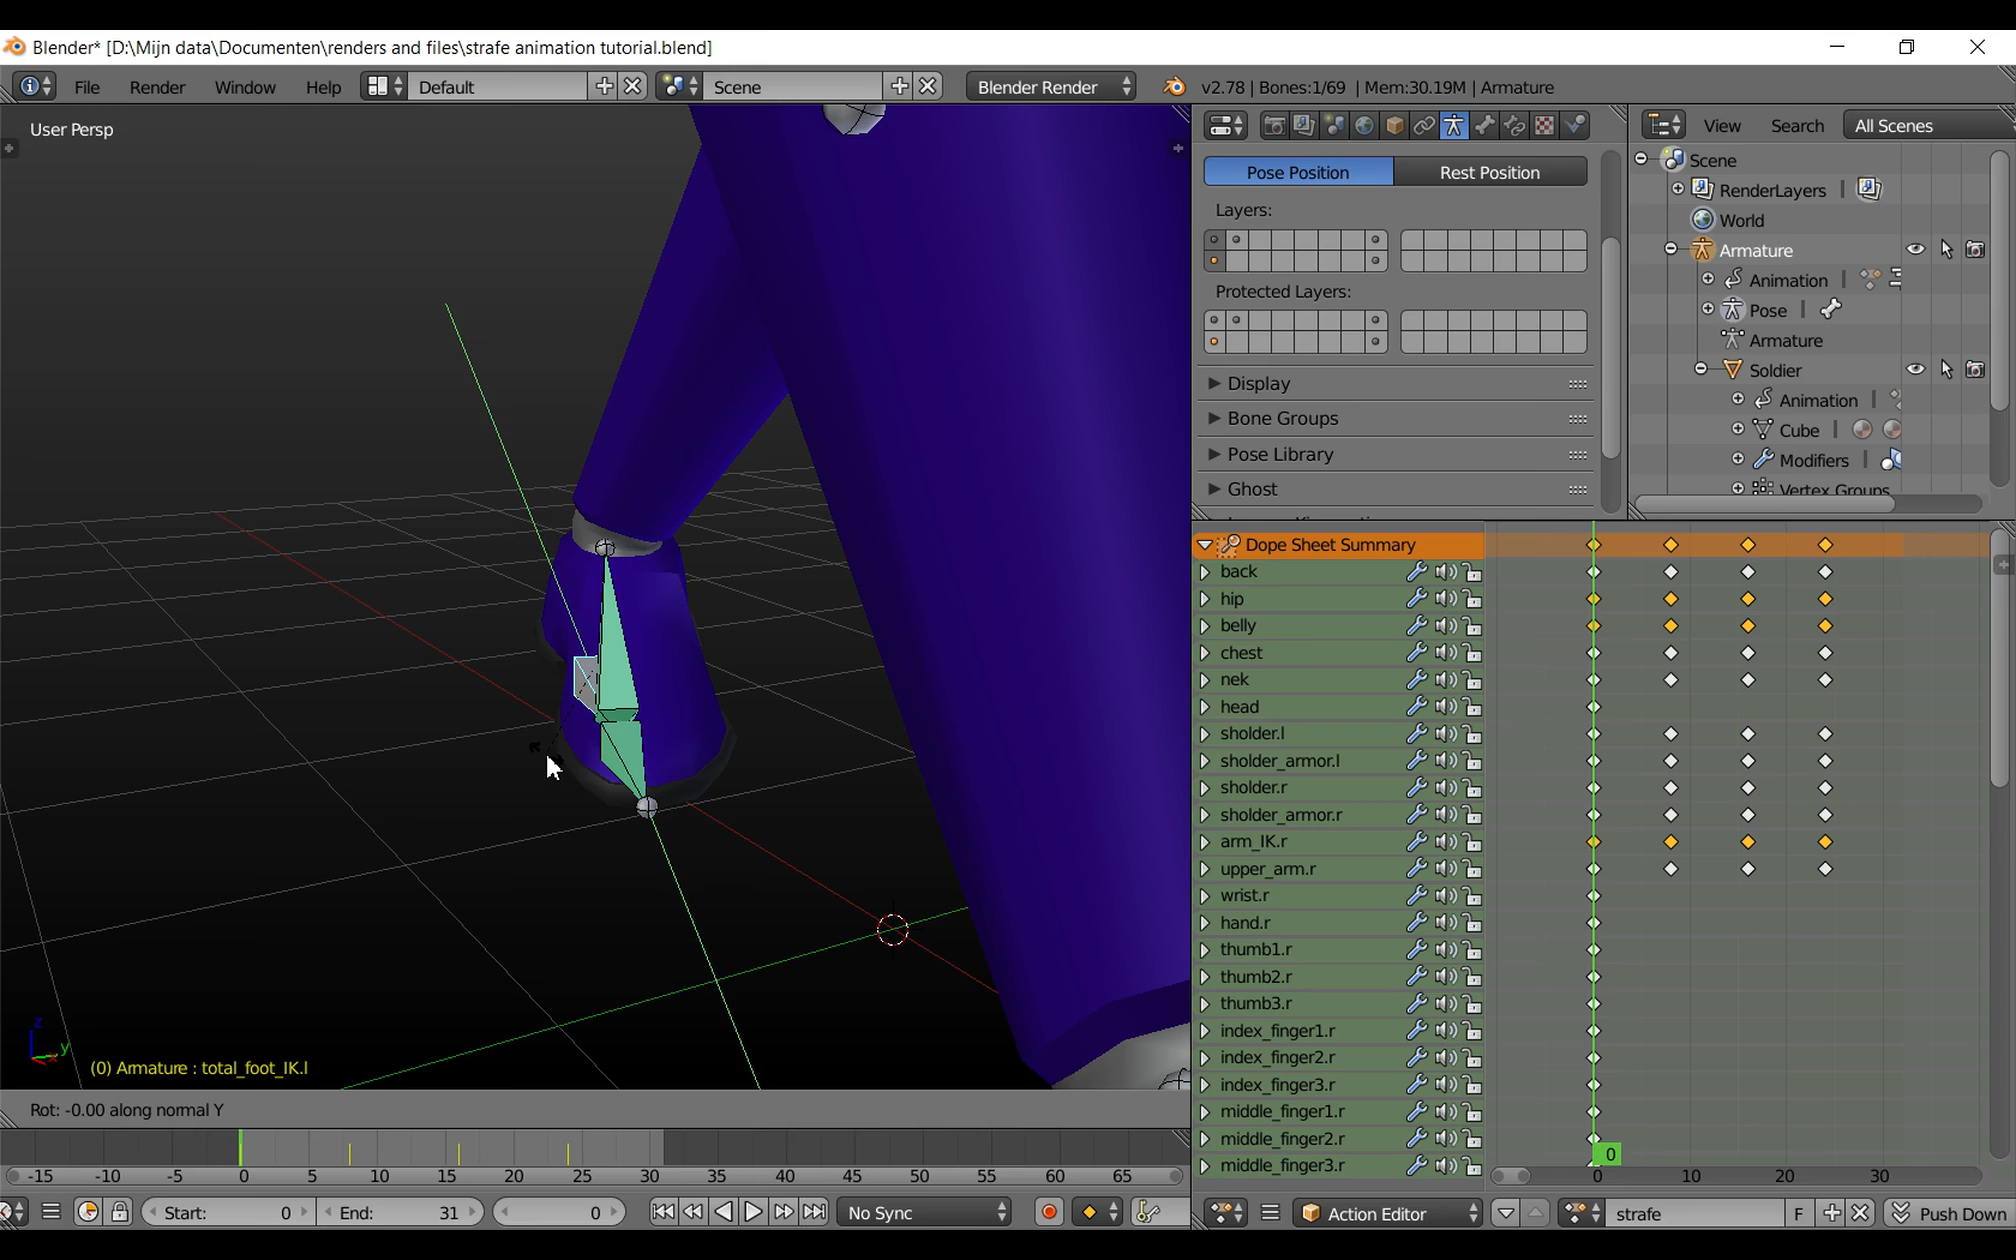 Blender* [D:\Mijn data\Documenten\renders and files\strafe animation tutorial.blend]
File Render Window Help Default Scene Blender Render v2.78 | Bones:1/69 | Mem:30.19M | Armature
User Persp
View Search All Scenes
Pose Position Rest Position
Layers:
Protected Layers:
Display
Bone Groups
Pose Library
Ghost
Scene
RenderLayers
World
Armature
Animation
Pose
Armature
Soldier
Animation
Cube
Modifiers
Vertex Groups
Dope Sheet Summary
back
hip
belly
chest
nek
head
sholder.l
sholder_armor.l
sholder.r
sholder_armor.r
arm_IK.r
upper_arm.r
wrist.r
hand.r
thumb1.r
thumb2.r
thumb3.r
index_finger1.r
index_finger2.r
index_finger3.r
middle_finger1.r
middle_finger2.r
middle_finger3.r
0
0 10 20 30
z
y
x
(0) Armature : total_foot_IK.l
Rot: -0.00 along normal Y
-15 -10 -5 0 5 10 15 20 25 30 35 40 45 50 55 60 65
Start: 0 End: 31 0 No Sync Action Editor strafe F Push Down